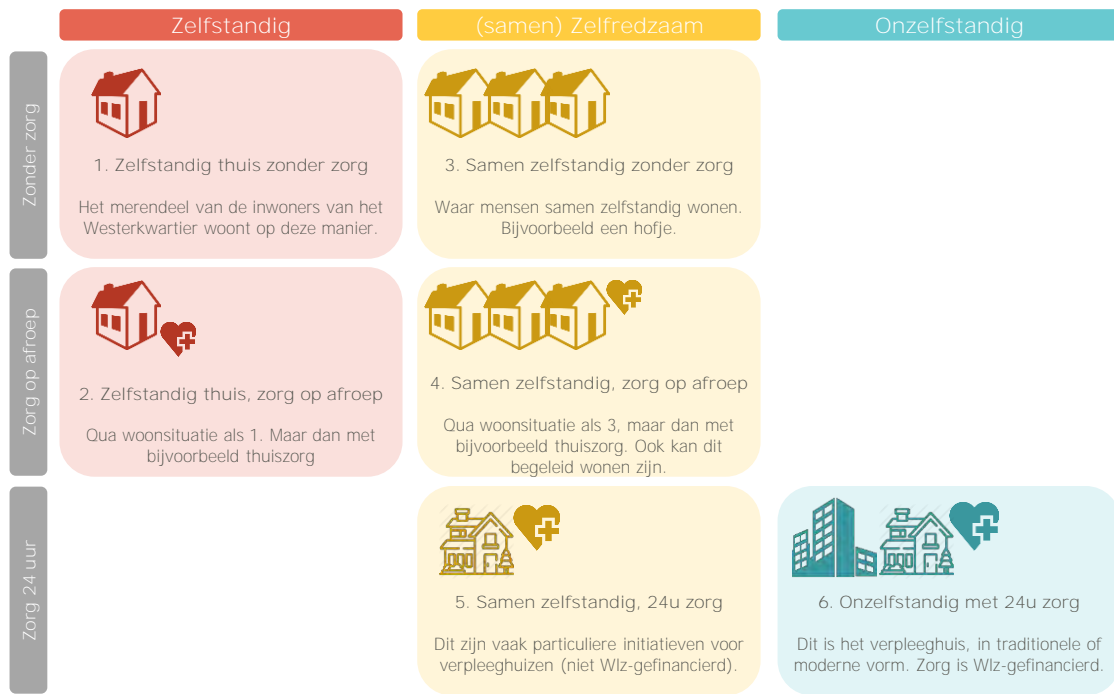 Zelfstandig
(samen) Zelfredzaam
Onzelfstandig
Zonder zorg
1. Zelfstandig thuis zonder zorg
Het merendeel van de inwoners van het
Westerkwartier woont op deze manier.
3. Samen zelfstandig zonder zorg
Waar mensen samen zelfstandig wonen.
Bijvoorbeeld een hofje.
Zorg op afroep
2. Zelfstandig thuis, zorg op afroep
Qua woonsituatie als 1. Maar dan met
bijvoorbeeld thuiszorg
4. Samen zelfstandig, zorg op afroep
Qua woonsituatie als 3, maar dan met
bijvoorbeeld thuiszorg. Ook kan dit
begeleid wonen zijn.
Zorg 24 uur
5. Samen zelfstandig, 24u zorg
Dit zijn vaak particuliere initiatieven voor
verpleeghuizen (niet Wlz-gefinancierd).
6. Onzelfstandig met 24u zorg
Dit is het verpleeghuis, in traditionele of
moderne vorm. Zorg is Wlz-gefinancierd.